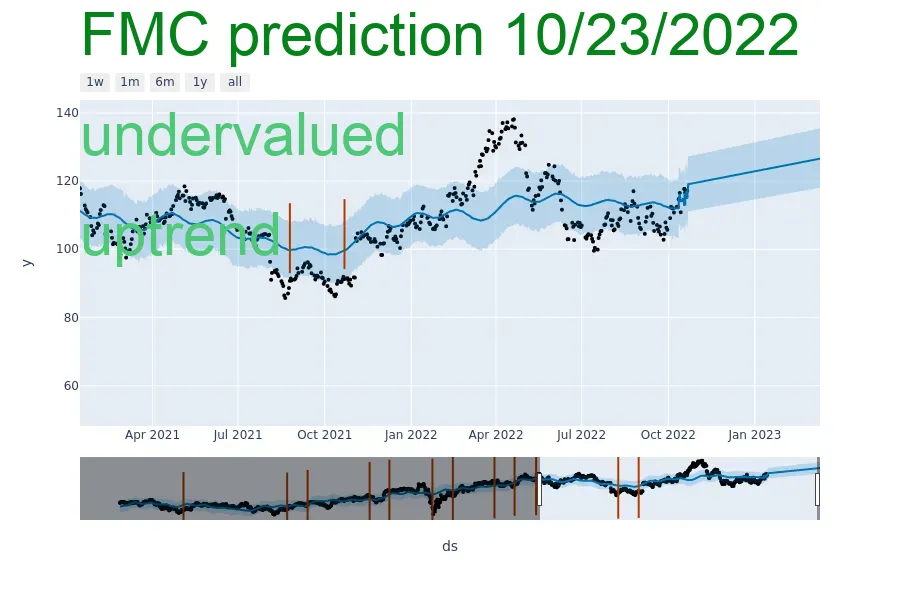 FMC prediction 10/23/2022
1w 1m 6m 1y all
140
undervalued
120
uptrend
100
y
80
60
Apr 2021 Jul 2021 Oct 2021 Jan 2022 Apr 2022 Jul 2022 Oct 2022 Jan 2023
ds